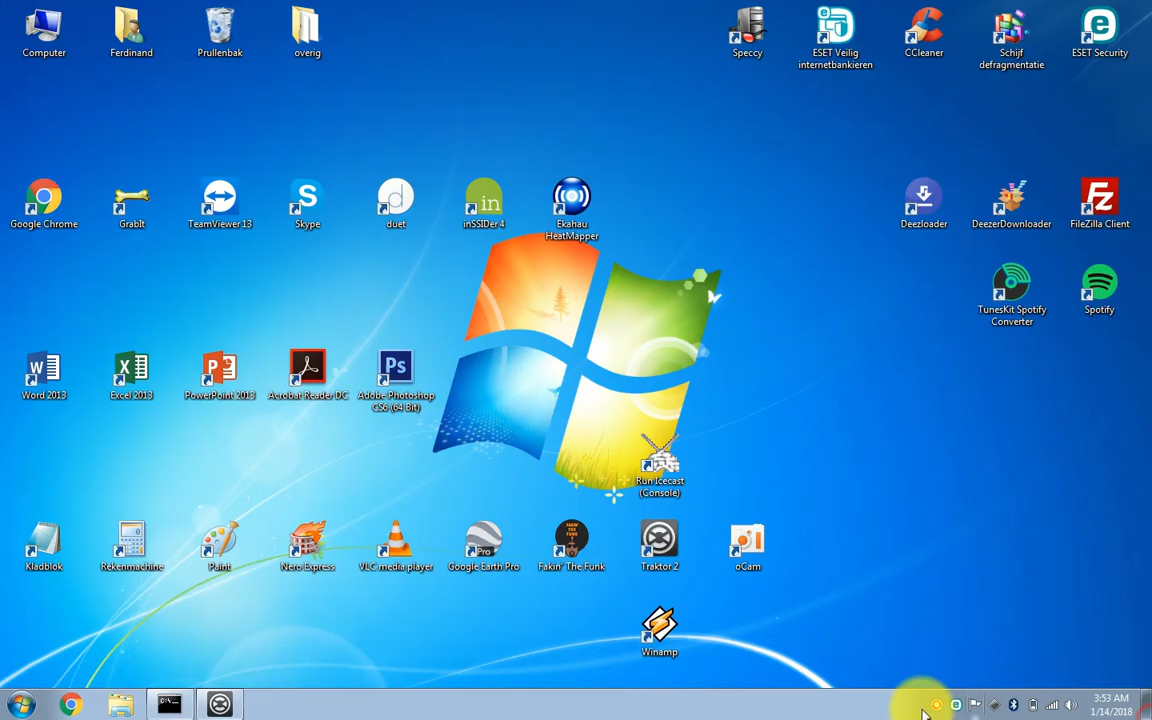 Computer
Ferdinand
Prullenbak
overig
Speccy
ESET Veilig
internetbankieren
CCleaner
Schijf
defragmentatie
ESET Security
Google Chrome
GrabIt
TeamViewer 13
Skype
duet
inSSIDer 4
Ekahau
HeatMapper
Deezloader
DeezerDownloader
FileZilla Client
TunesKit Spotify
Converter
Spotify
Word 2013
Excel 2013
PowerPoint 2013
Acrobat Reader DC
Adobe Photoshop
CS6 (64 Bit)
Run Icecast
(Console)
Kladblok
Rekenmachine
Paint
Nero Express
VLC media player
Google Earth Pro
Fakin' The Funk
Traktor 2
oCam
Winamp
3:53 AM
1/14/2018